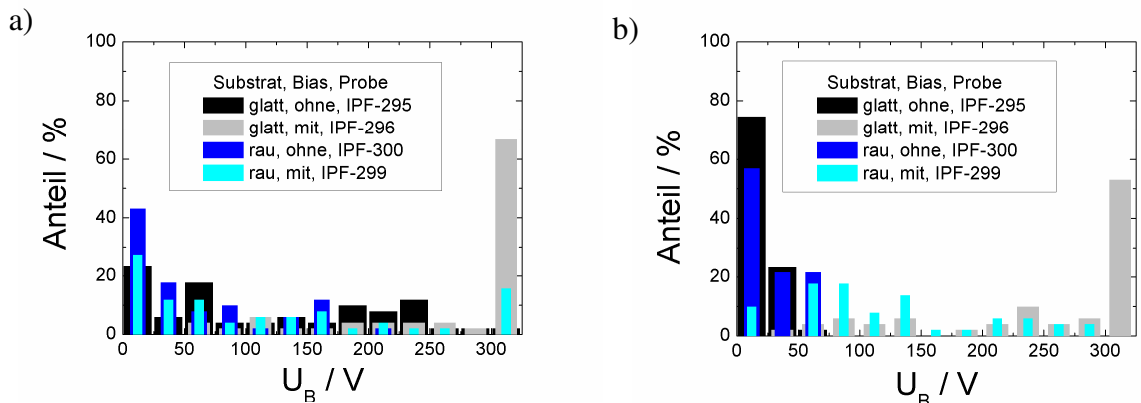 a)
100
80
60
40
20
0
Anteil / %
Substrat, Bias, Probe
glatt, ohne, IPF-295
glatt, mit, IPF-296
rau, ohne, IPF-300
rau, mit, IPF-299
0 50 100 150 200 250 300
U_B / V
b)
100
80
60
40
20
0
Anteil / %
Substrat, Bias, Probe
glatt, ohne, IPF-295
glatt, mit, IPF-296
rau, ohne, IPF-300
rau, mit, IPF-299
0 50 100 150 200 250 300
U_B / V